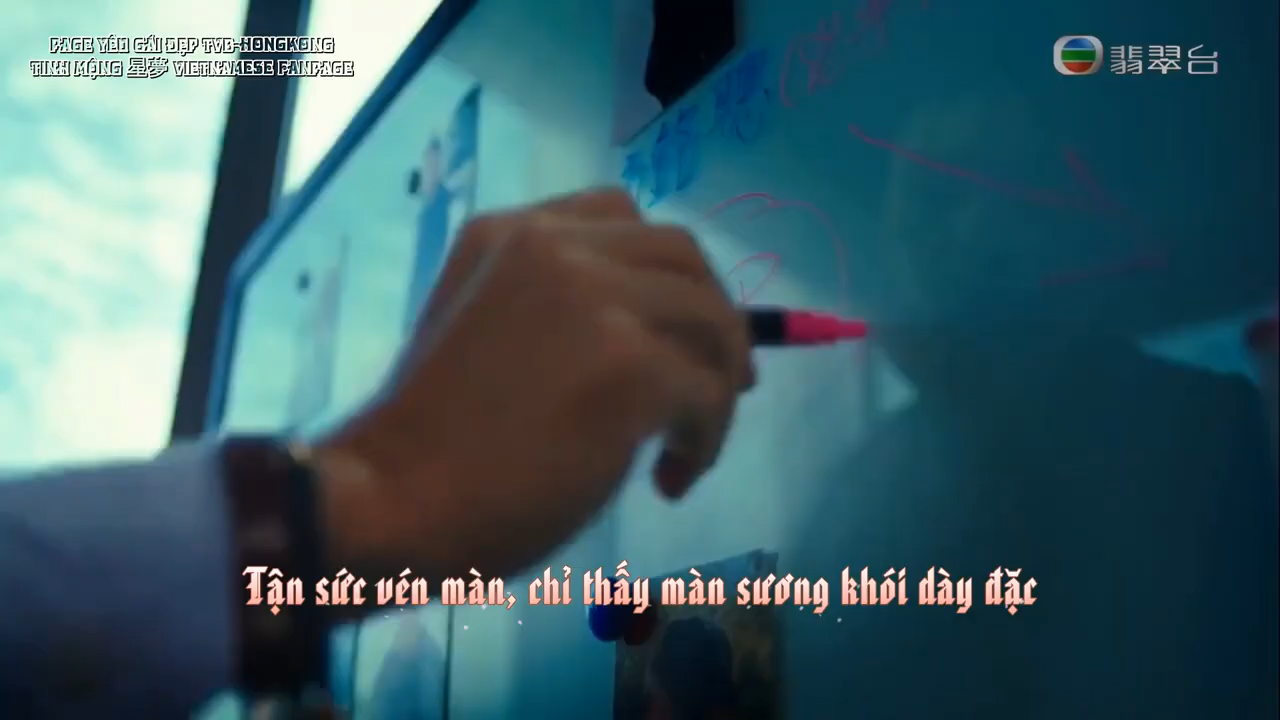 PAGE YÊU GÁI ĐẸP TVB-HONGKONG
TINH MỘNG 星夢 VIETNAMESE FANPAGE
翡翠台
Tận sức vén màn, chỉ thấy màn sương khói dày đặc